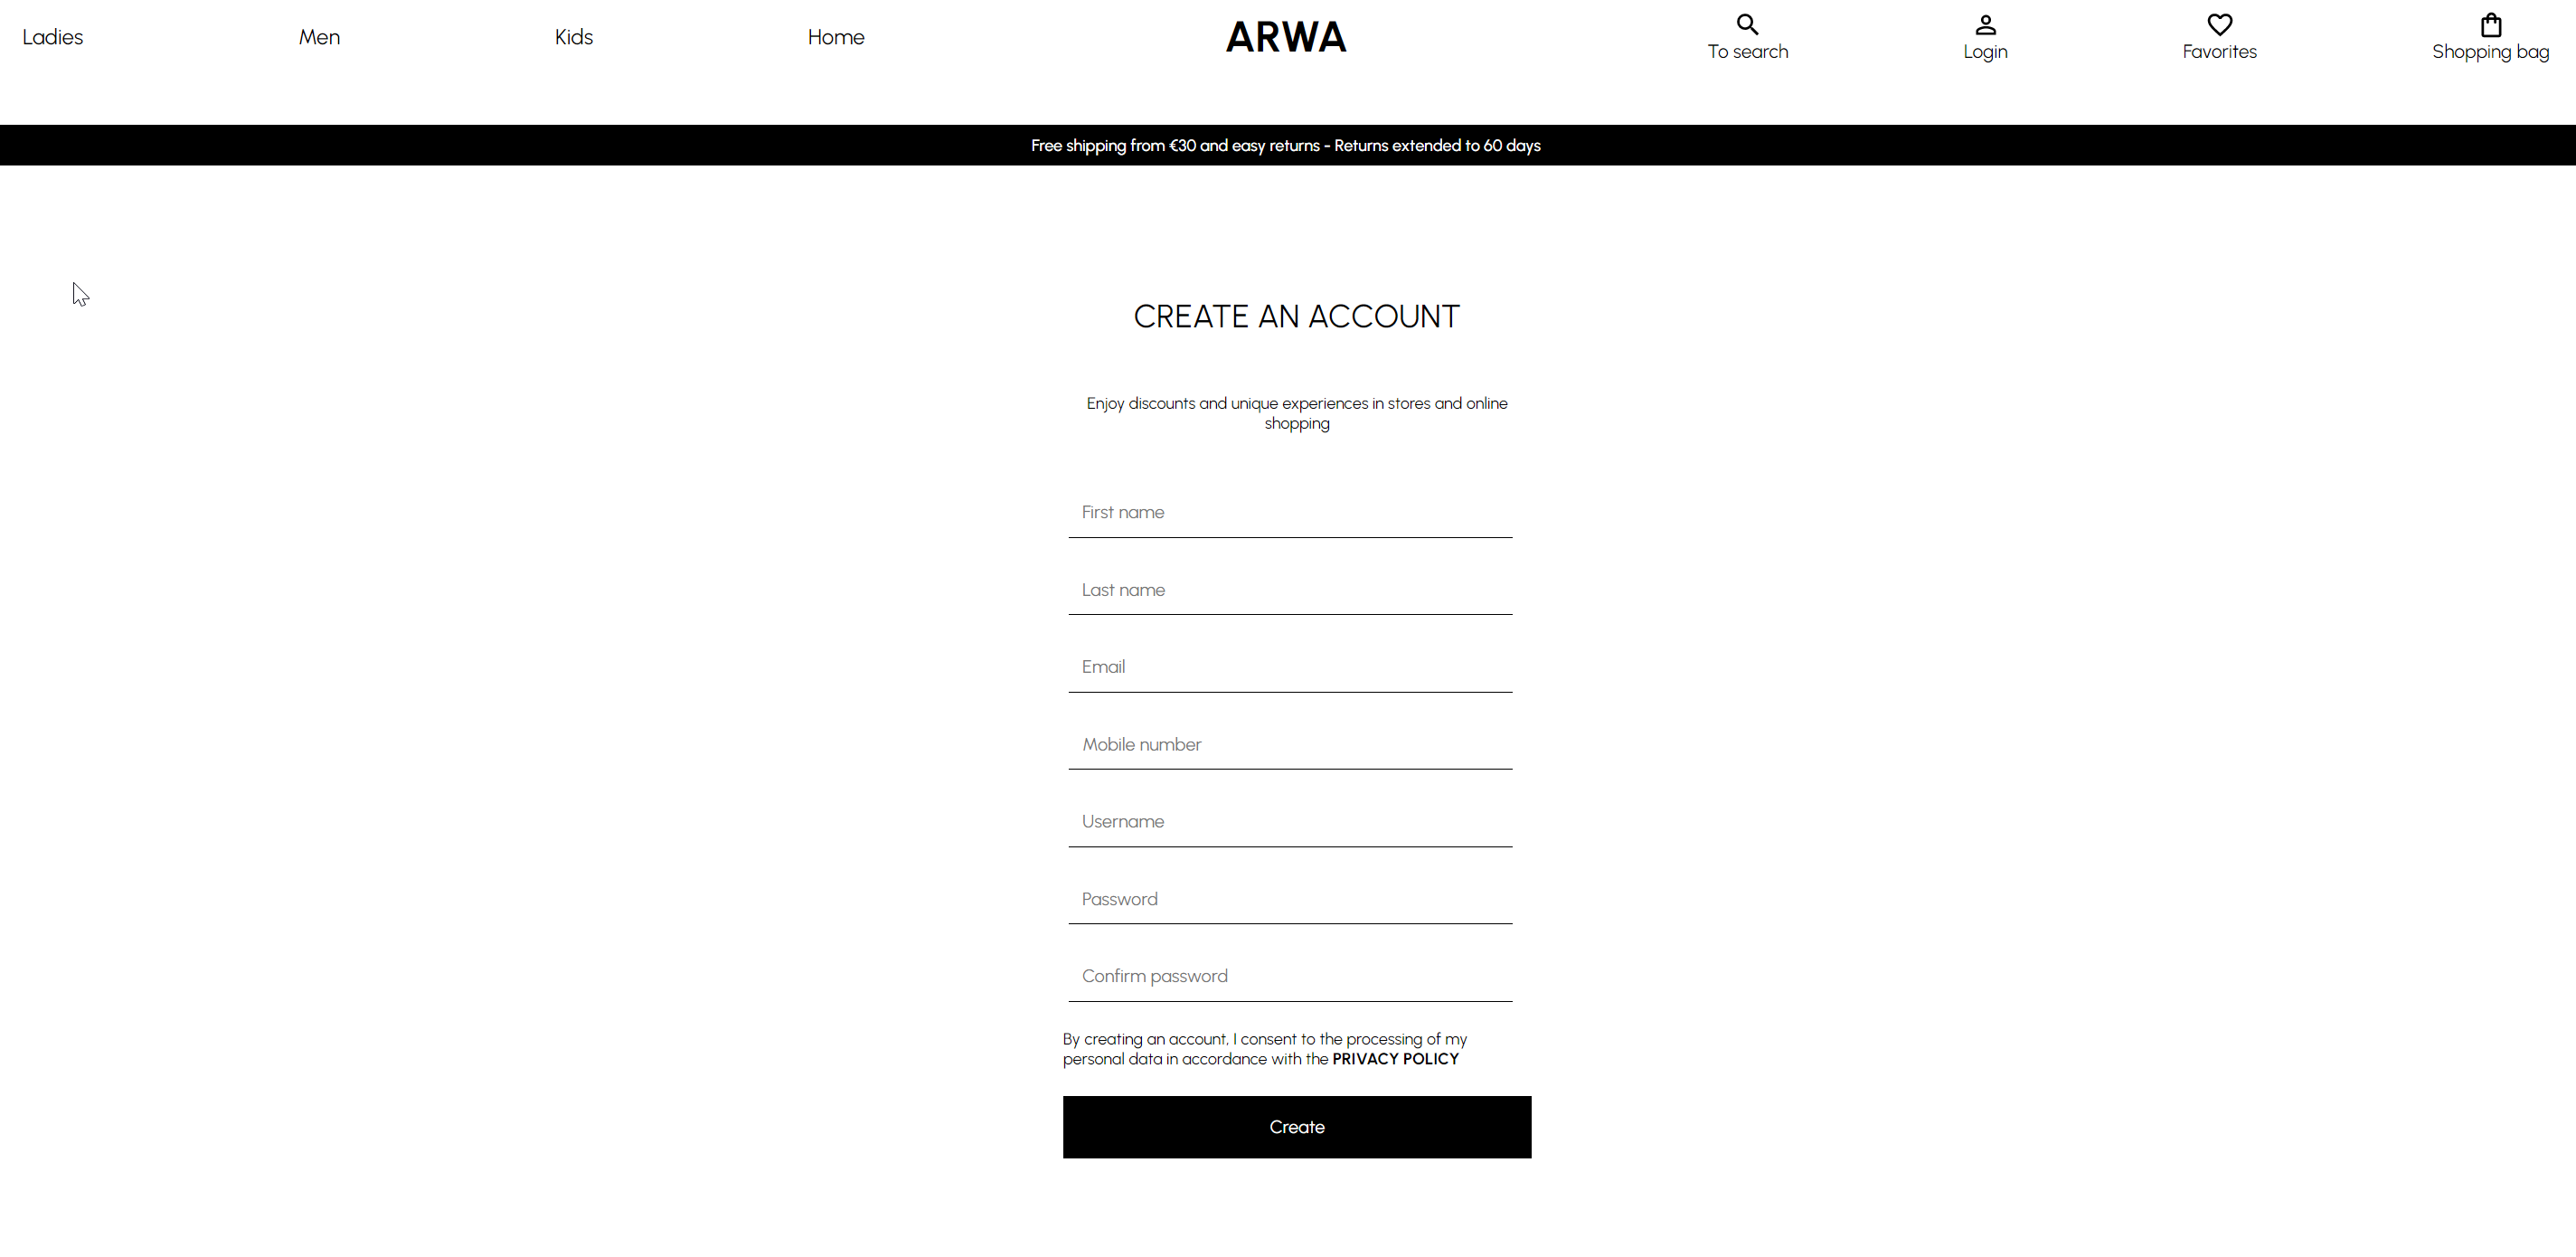 Ladies
Men
Kids
Home
ARWA
To search
Login
Favorites
Shopping bag
Free shipping from €30 and easy returns - Returns extended to 60 days
CREATE AN ACCOUNT
Enjoy discounts and unique experiences in stores and online
shopping
First name
Last name
Email
Mobile number
Username
Password
Confirm password
By creating an account, I consent to the processing of my
personal data in accordance with the PRIVACY POLICY
Create